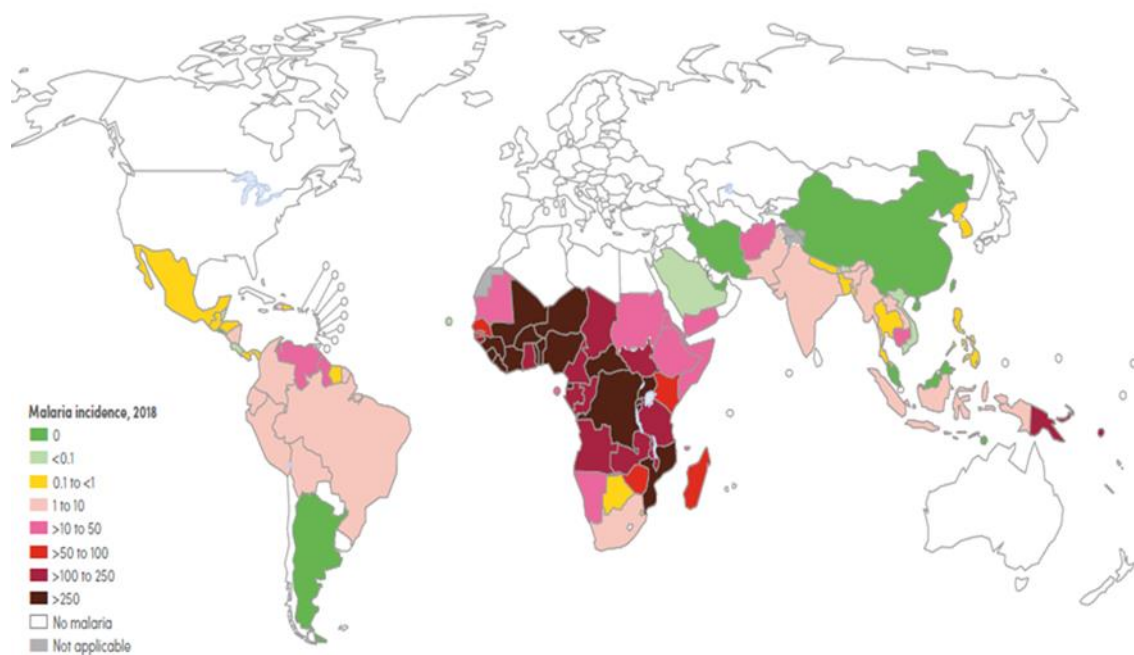 Malaria incidence, 2018
0
<0.1
0.1 to <1
1 to 10
>10 to 50
>50 to 100
>100 to 250
>250
No malaria
Not applicable